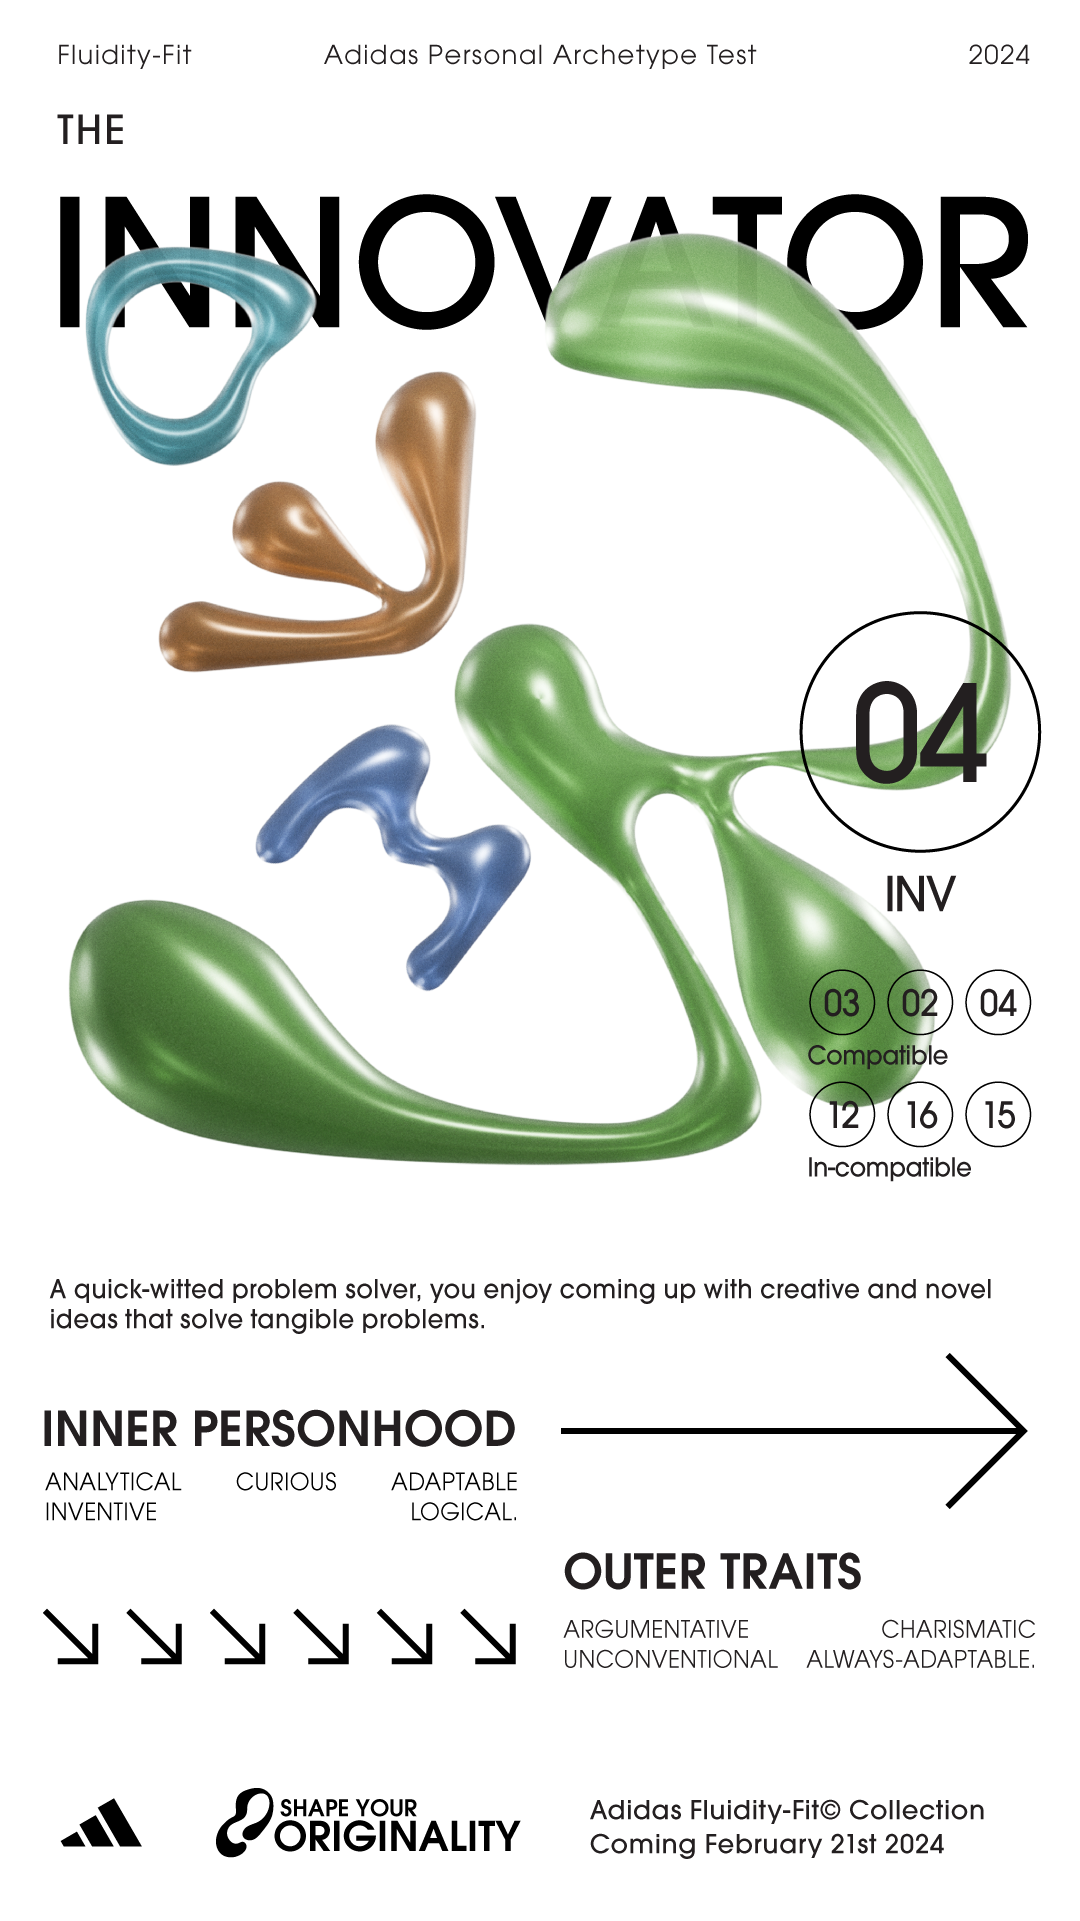 Fluidity-Fit Adidas Personal Archetype Test 2024
THE
INNOVATOR
04
INV
03 02 04
Compatible
12 16 15
In-compatible
A quick-witted problem solver, you enjoy coming up with creative and novel
ideas that solve tangible problems.
INNER PERSONHOOD
ANALYTICAL CURIOUS ADAPTABLE
INVENTIVE LOGICAL.
OUTER TRAITS
ARGUMENTATIVE CHARISMATIC
UNCONVENTIONAL ALWAYS-ADAPTABLE.
SHAPE YOUR
ORIGINALITY
Adidas Fluidity-Fit© Collection
Coming February 21st 2024